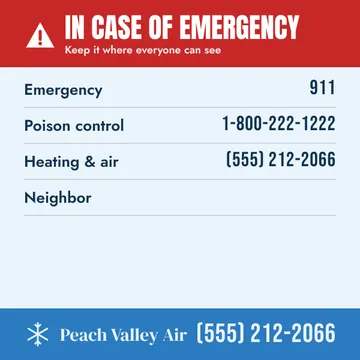 IN CASE OF EMERGENCY
Keep it where everyone can see
Emergency 911
Poison control 1-800-222-1222
Heating & air (555) 212-2066
Neighbor
Peach Valley Air (555) 212-2066